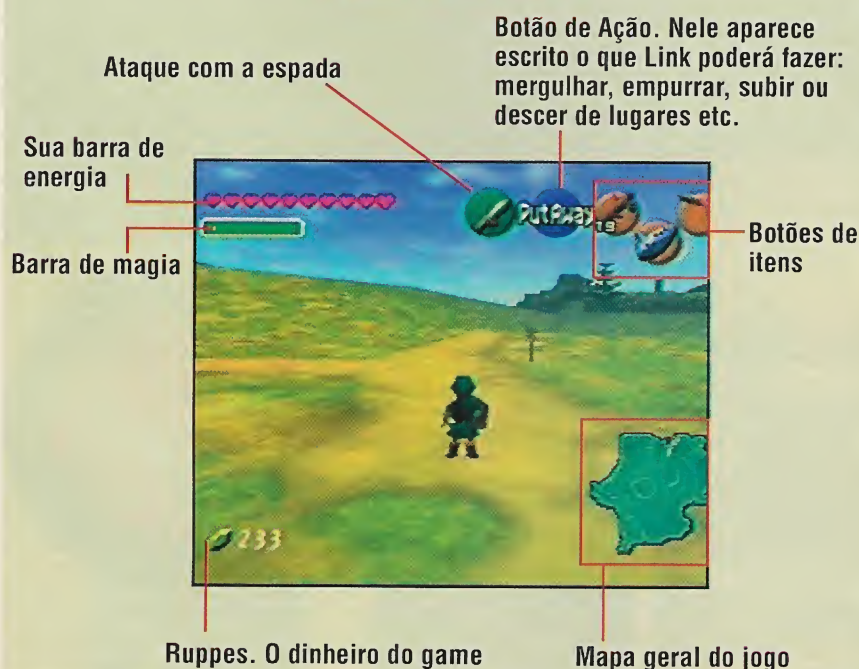 Botão de Ação. Nele aparece
escrito o que Link poderá fazer:
mergulhar, empurrar, subir ou
descer de lugares etc.
Ataque com a espada
Sua barra de
energia
Barra de magia
PutAway
19
Botões de
itens
233
Ruppes. O dinheiro do game
Mapa geral do jogo